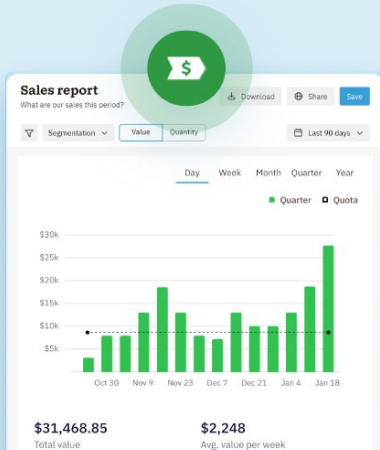 $
Sales report
What are our sales this period?
Download
Share
Save
Segmentation
Value
Quantity
Last 90 days
Day
Week
Month
Quarter
Year
Quarter
Quota
$30k
$25k
$20k
$15k
$10k
$5k
Oct 30
Nov 9
Nov 23
Dec 7
Dec 21
Jan 4
Jan 18
$31,468.85
Total value
$2,248
Avg. value per week